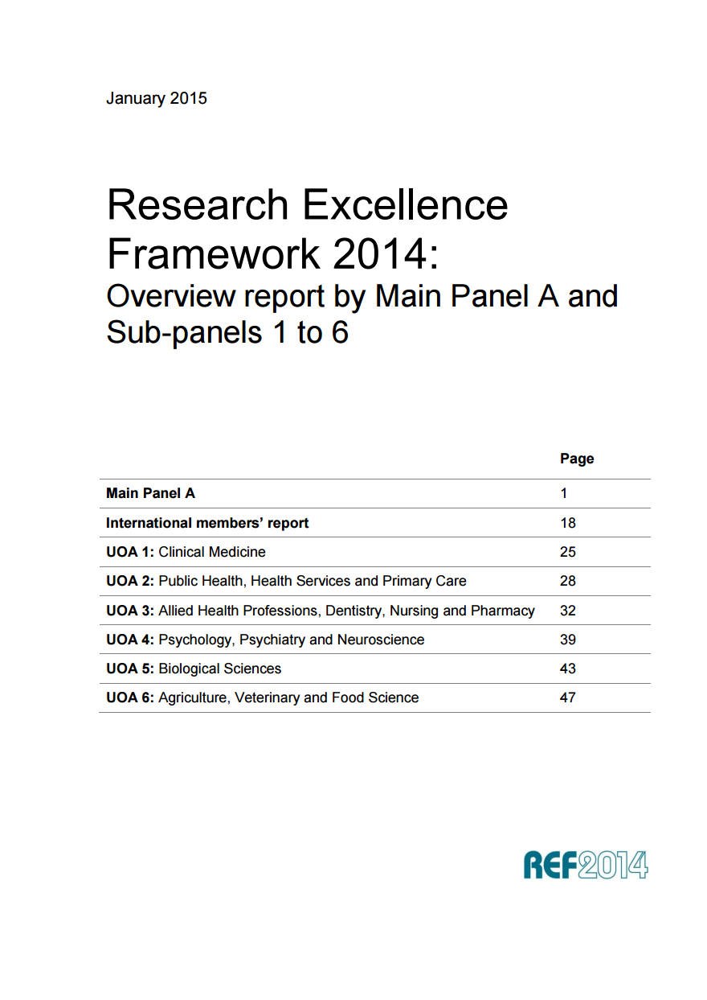 January 2015
Research Excellence
Framework 2014:
Overview report by Main Panel A and
Sub-panels 1 to 6
Page
Main Panel A 1
International members’ report 18
UOA 1: Clinical Medicine 25
UOA 2: Public Health, Health Services and Primary Care 28
UOA 3: Allied Health Professions, Dentistry, Nursing and Pharmacy 32
UOA 4: Psychology, Psychiatry and Neuroscience 39
UOA 5: Biological Sciences 43
UOA 6: Agriculture, Veterinary and Food Science 47
REF2014